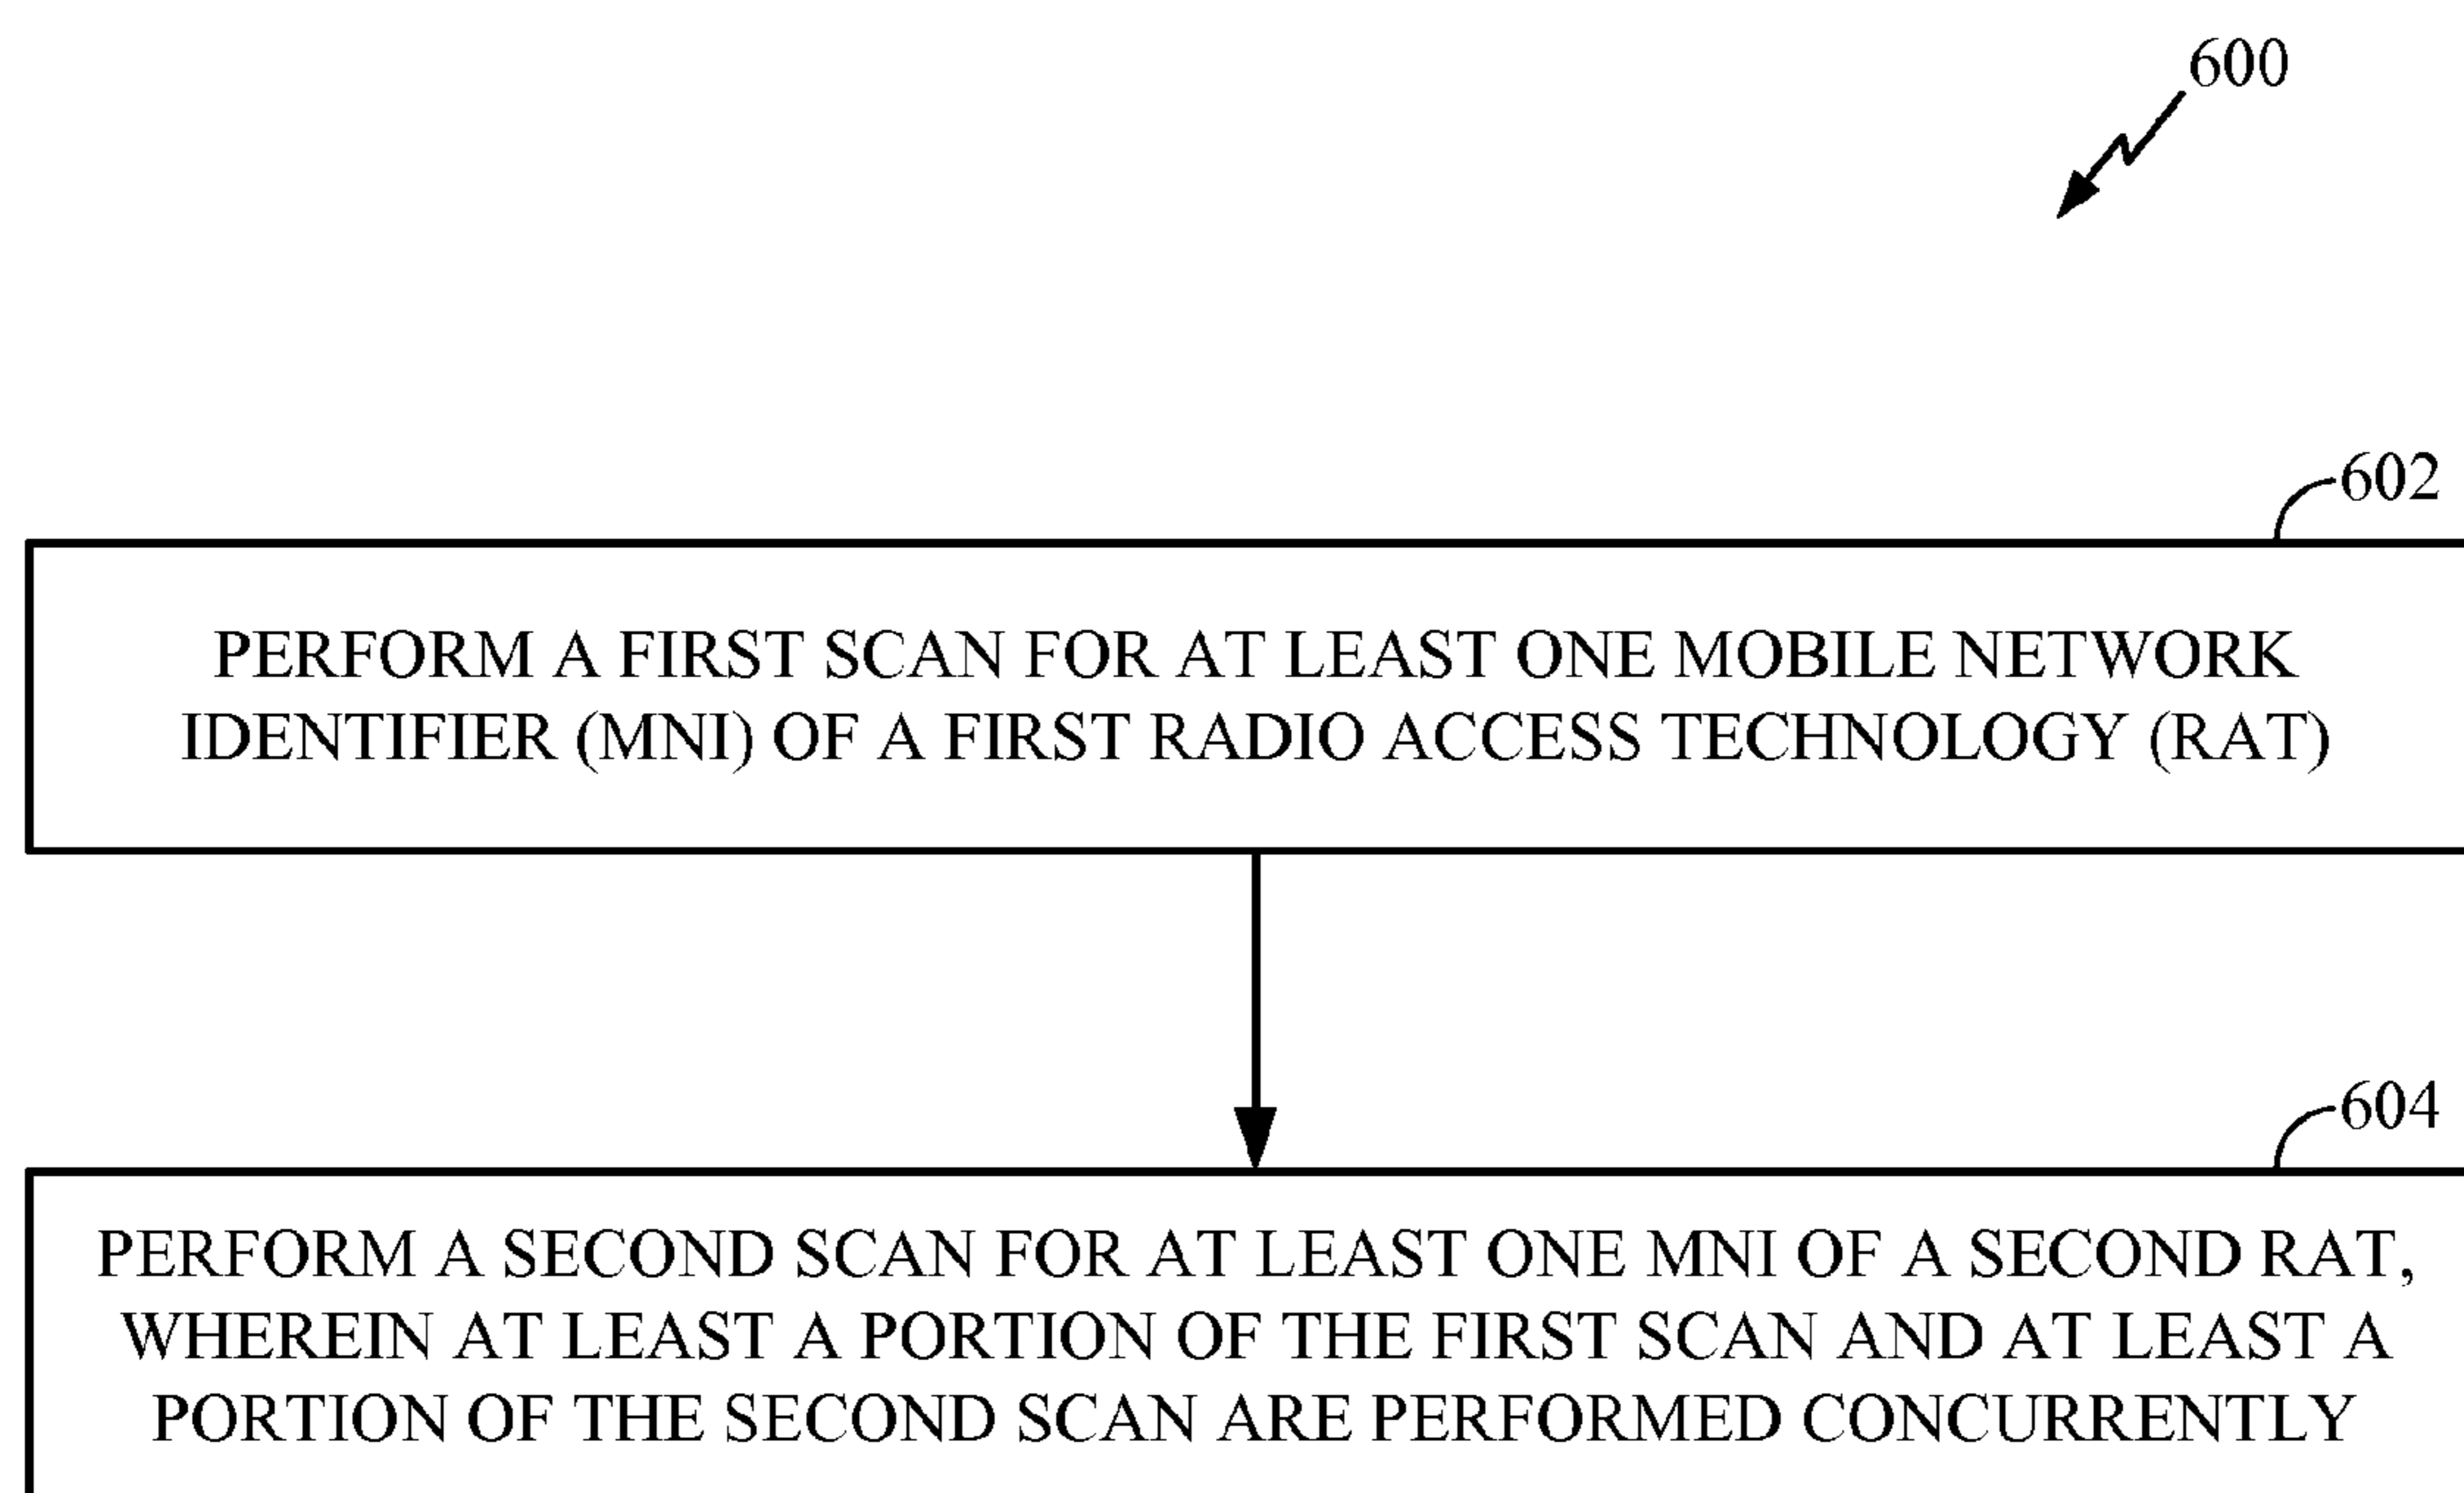 600
602
PERFORM A FIRST SCAN FOR AT LEAST ONE MOBILE NETWORK
IDENTIFIER (MNI) OF A FIRST RADIO ACCESS TECHNOLOGY (RAT)
604
PERFORM A SECOND SCAN FOR AT LEAST ONE MNI OF A SECOND RAT,
WHEREIN AT LEAST A PORTION OF THE FIRST SCAN AND AT LEAST A
PORTION OF THE SECOND SCAN ARE PERFORMED CONCURRENTLY